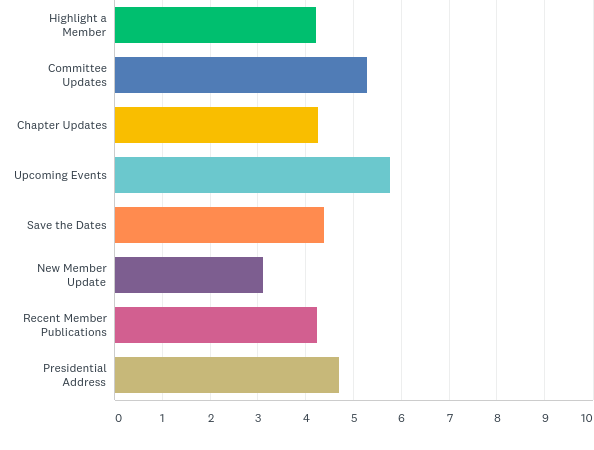 Highlight a
Member
Committee
Updates
Chapter Updates
Upcoming Events
Save the Dates
New Member
Update
Recent Member
Publications
Presidential
Address
0 1 2 3 4 5 6 7 8 9 10